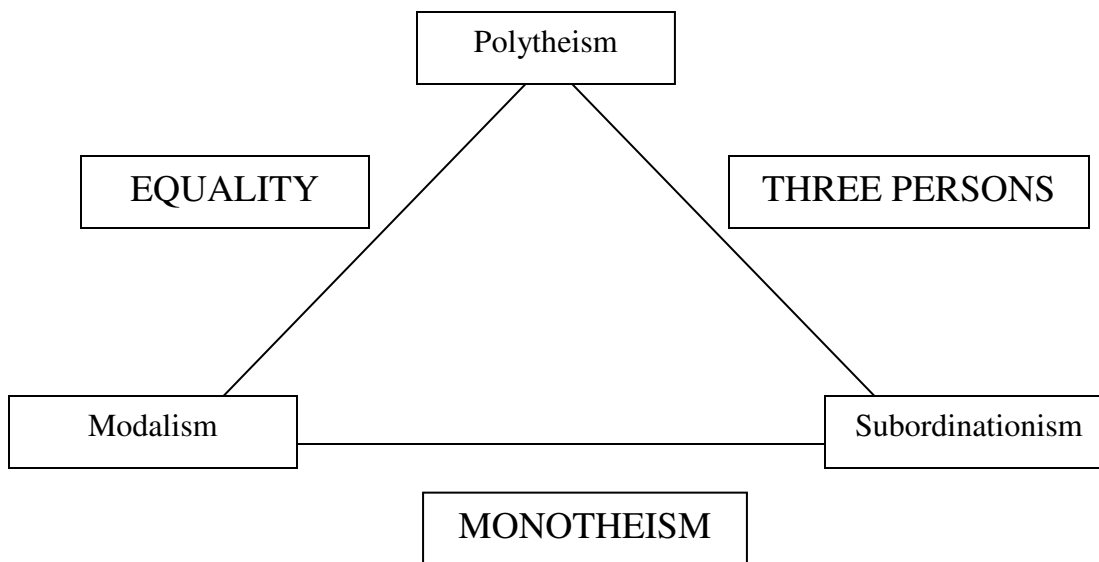 Polytheism
EQUALITY
THREE PERSONS
Modalism
Subordinationism
MONOTHEISM